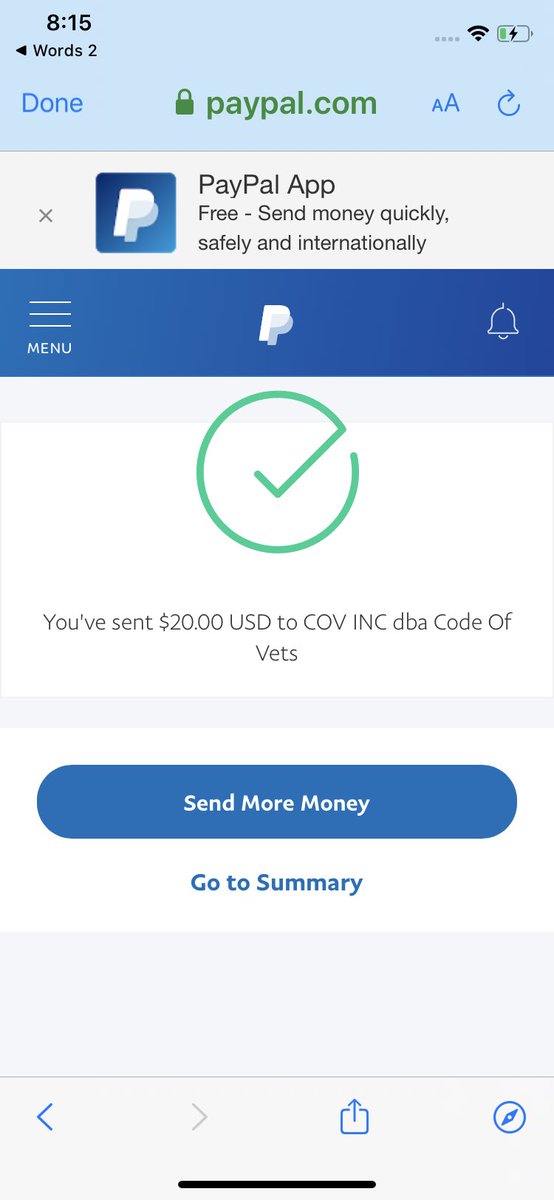 8:15
◀ Words 2
Done
paypal.com
AA
PayPal App
Free - Send money quickly,
safely and internationally
MENU
You've sent $20.00 USD to COV INC dba Code Of
Vets
Send More Money
Go to Summary